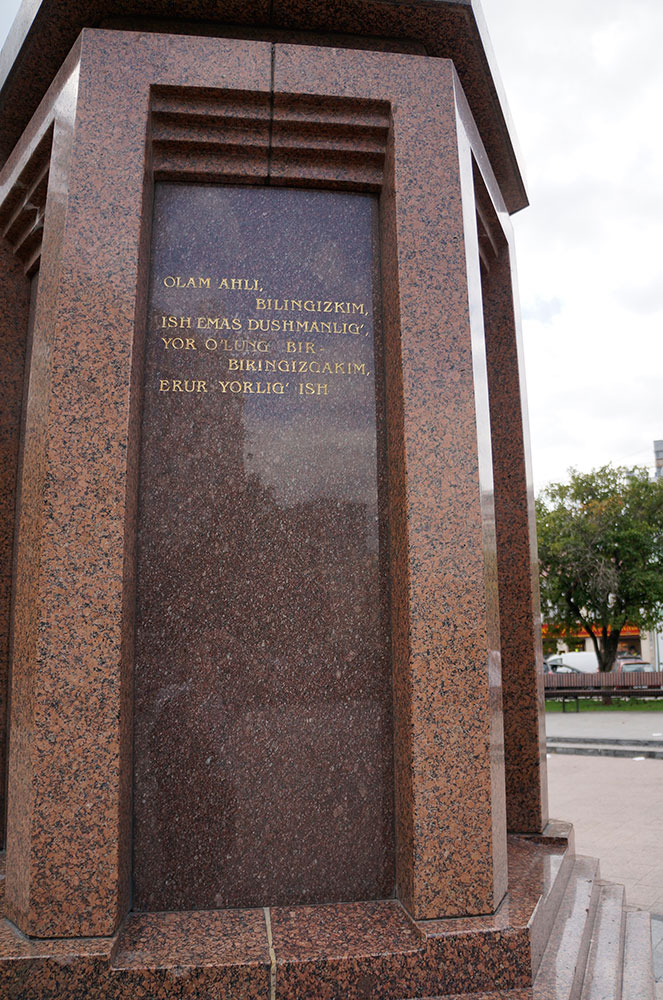 OLAM AHLI,
BILINGIZKIM,
ISH EMAS DUSHMANLIG',
YOR O'LUNG BIR-
BIRINGIZGAKIM,
ERUR YORLIG' ISH